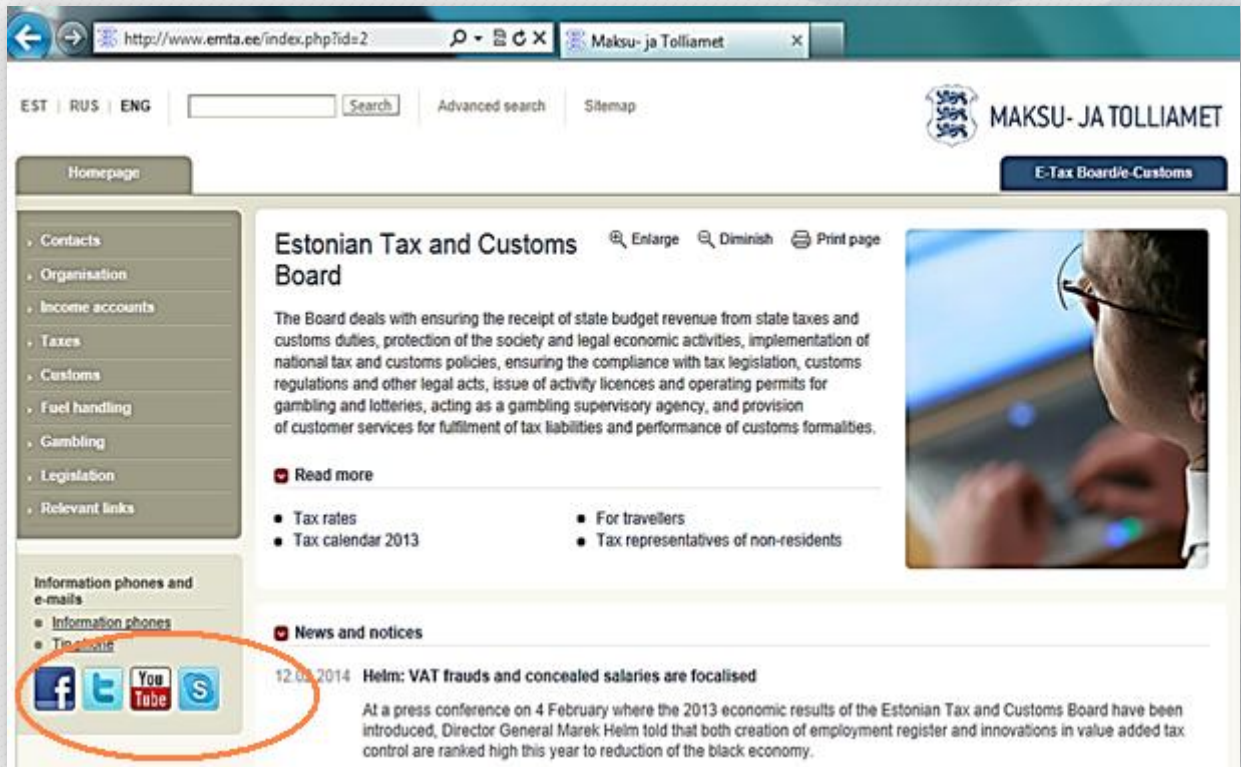 http://www.emta.ee/index.php?id=2
Maksu- ja Tolliamet
EST | RUS | ENG
Search
Advanced search
Sitemap
MAKSU- JA TOLLIAMET
Homepage
E-Tax Board/e-Customs
Contacts
Organisation
Income accounts
Taxes
Customs
Fuel handling
Gambling
Legislation
Relevant links
Information phones and
e-mails
Information phones
Tip phone
Estonian Tax and Customs
Board
Enlarge
Diminish
Print page
The Board deals with ensuring the receipt of state budget revenue from state taxes and
customs duties, protection of the society and legal economic activities, implementation of
national tax and customs policies, ensuring the compliance with tax legislation, customs
regulations and other legal acts, issue of activity licences and operating permits for
gambling and lotteries, acting as a gambling supervisory agency, and provision
of customer services for fulfilment of tax liabilities and performance of customs formalities.
Read more
Tax rates
Tax calendar 2013
For travellers
Tax representatives of non-residents
You
Tube
News and notices
2014 Helm: VAT frauds and concealed salaries are focalised
At a press conference on 4 February where the 2013 economic results of the Estonian Tax and Customs Board have been
introduced, Director General Marek Helm told that both creation of employment register and innovations in value added tax
control are ranked high this year to reduction of the black economy.